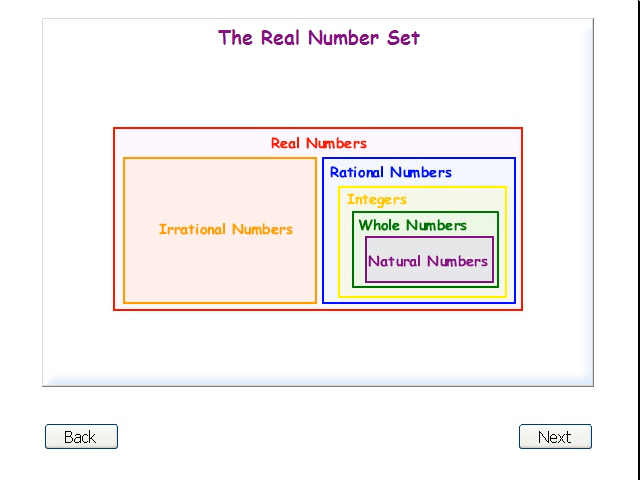 The Real Number Set
Real Numbers
Rational Numbers
Integers
Whole Numbers
Irrational Numbers
Natural Numbers
Back
Next